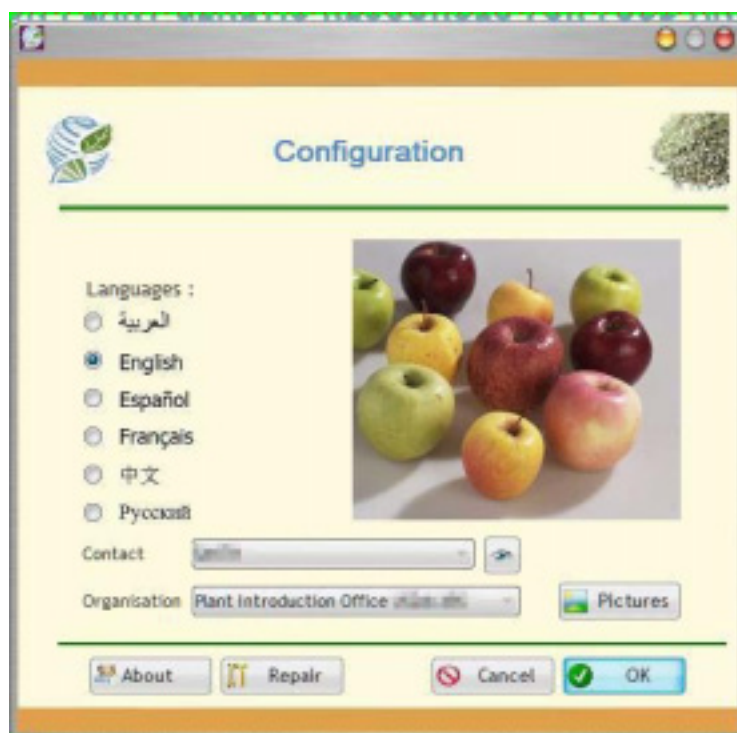 Configuration
Languages :
العربية
English
Español
Français
中文
Русский
Contact
Organisation Plant Introduction Office
Pictures
About Repair Cancel OK